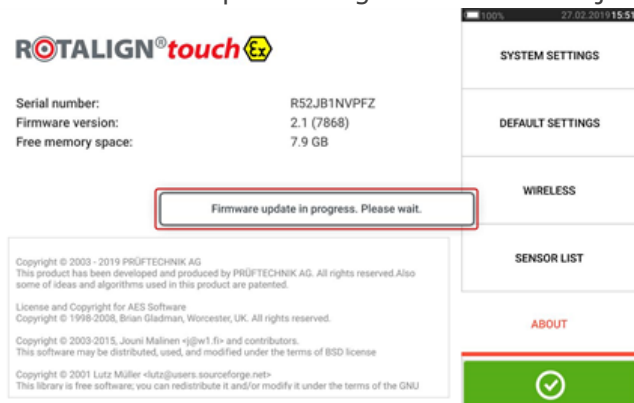 100% 27.02.2019 15:51
ROTALIGN® touch Ex
Serial number: R52JB1NVPFZ
Firmware version: 2.1 (7868)
Free memory space: 7.9 GB
Firmware update in progress. Please wait.
Copyright © 2003 - 2019 PRÜFTECHNIK AG
This product has been developed and produced by PRÜFTECHNIK AG. All rights reserved.Also
some of ideas and algorithms used in this product are patented.
License and Copyright for AES Software
Copyright © 1998-2008, Brian Gladman, Worcester, UK. All rights reserved.
Copyright © 2003-2015, Jouni Malinen <j@w1.fi> and contributors.
This software may be distributed, used, and modified under the terms of BSD license
Copyright © 2001 Lutz Müller <lutz@users.sourceforge.net>
This library is free software; you can redistribute it and/or modify it under the terms of the GNU
SYSTEM SETTINGS
DEFAULT SETTINGS
WIRELESS
SENSOR LIST
ABOUT